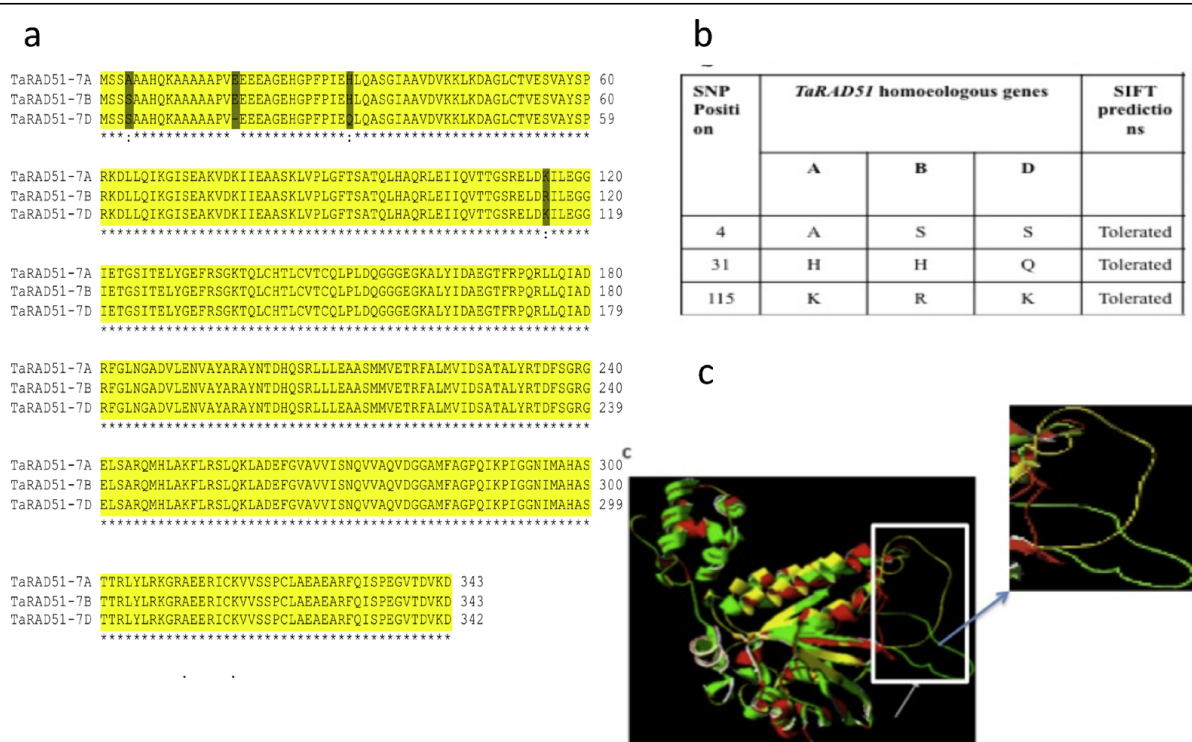 a
TaRAD51-7A MSSAAAHQKAAAAAPVEEEEAGEHGPFPIEHLQASGIAAVDVKKLKDAGLCTVESVAYSP 60
TaRAD51-7B MSSSAAHQKAAAAAPVEEEEAGEHGPFPIEHLQASGIAAVDVKKLKDAGLCTVESVAYSP 60
TaRAD51-7D MSSSAAHQKAAAAAPV-EEEAGEHGPFPIEQLQASGIAAVDVKKLKDAGLCTVESVAYSP 59
***:************ *************:*****************************
TaRAD51-7A RKDLLQIKGISEAKVDKIIEAASKLVPLGFTSATQLHAQRLEIIQVTTGSRELDKILEGG 120
TaRAD51-7B RKDLLQIKGISEAKVDKIIEAASKLVPLGFTSATQLHAQRLEIIQVTTGSRELDRILEGG 120
TaRAD51-7D RKDLLQIKGISEAKVDKIIEAASKLVPLGFTSATQLHAQRLEIIQVTTGSRELDKILEGG 119
******************************************************:*****
TaRAD51-7A IETGSITELYGEFRSGKTQLCHTLCVTCQLPLDQGGGEGKALYIDAEGTFRPQRLLQIAD 180
TaRAD51-7B IETGSITELYGEFRSGKTQLCHTLCVTCQLPLDQGGGEGKALYIDAEGTFRPQRLLQIAD 180
TaRAD51-7D IETGSITELYGEFRSGKTQLCHTLCVTCQLPLDQGGGEGKALYIDAEGTFRPQRLLQIAD 179
************************************************************
TaRAD51-7A RFGLNGADVLENVAYARAYNTDHQSRLLLEAASMMVETRFALMVIDSATALYRTDFSGRG 240
TaRAD51-7B RFGLNGADVLENVAYARAYNTDHQSRLLLEAASMMVETRFALMVIDSATALYRTDFSGRG 240
TaRAD51-7D RFGLNGADVLENVAYARAYNTDHQSRLLLEAASMMVETRFALMVIDSATALYRTDFSGRG 239
************************************************************
TaRAD51-7A ELSARQMHLAKFLRSLQKLADEFGVAVVISNQVVAQVDGGAMFAGPQIKPIGGNIMAHAS 300
TaRAD51-7B ELSARQMHLAKFLRSLQKLADEFGVAVVISNQVVAQVDGGAMFAGPQIKPIGGNIMAHAS 300
TaRAD51-7D ELSARQMHLAKFLRSLQKLADEFGVAVVISNQVVAQVDGGAMFAGPQIKPIGGNIMAHAS 299
************************************************************
TaRAD51-7A TTRLYLRKGRAEERICKVVSSPCLAEAEARFQISPEGVTDVKD 343
TaRAD51-7B TTRLYLRKGRAEERICKVVSSPCLAEAEARFQISPEGVTDVKD 343
TaRAD51-7D TTRLYLRKGRAEERICKVVSSPCLAEAEARFQISPEGVTDVKD 342
*******************************************
. .
b
SNP Positi on TaRAD51 homoeologous genes SIFT predictio ns
A B D
4 A S S Tolerated
31 H H Q Tolerated
115 K R K Tolerated
c
c